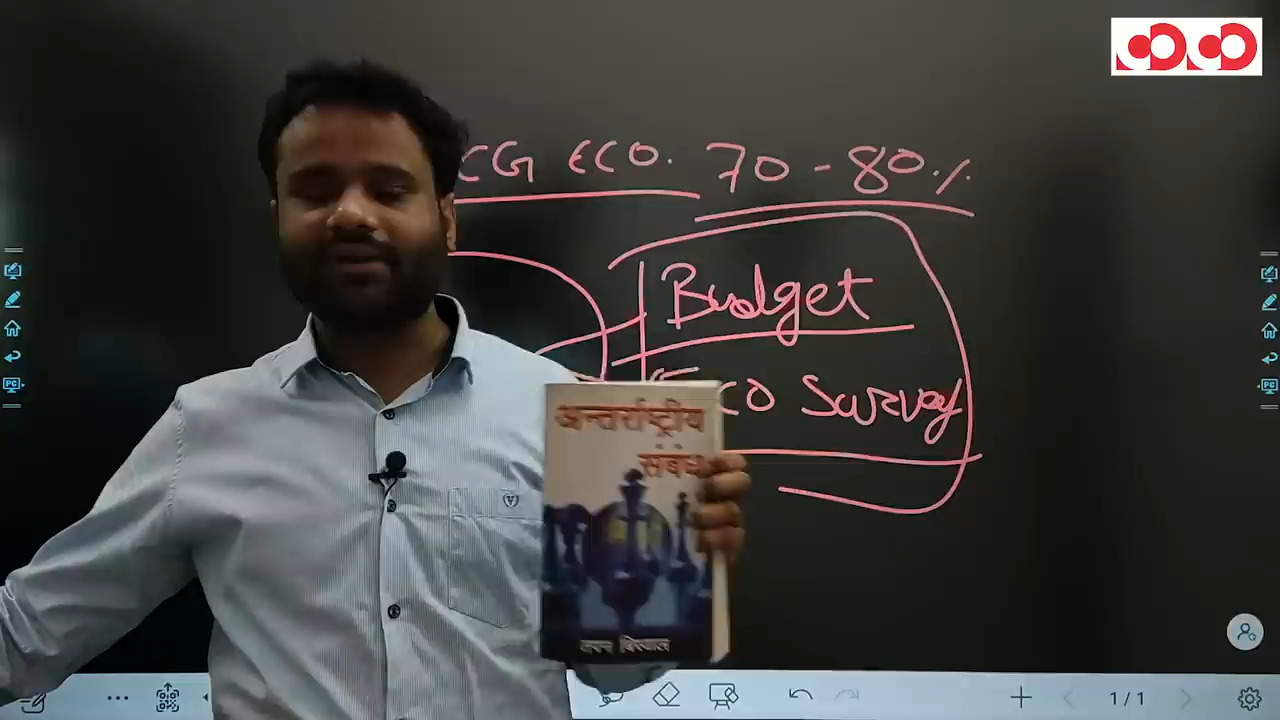 CG ECO. 70-80%
Budget
ECO Survey
अन्तर्राष्ट्रीय
संबंध
1/1